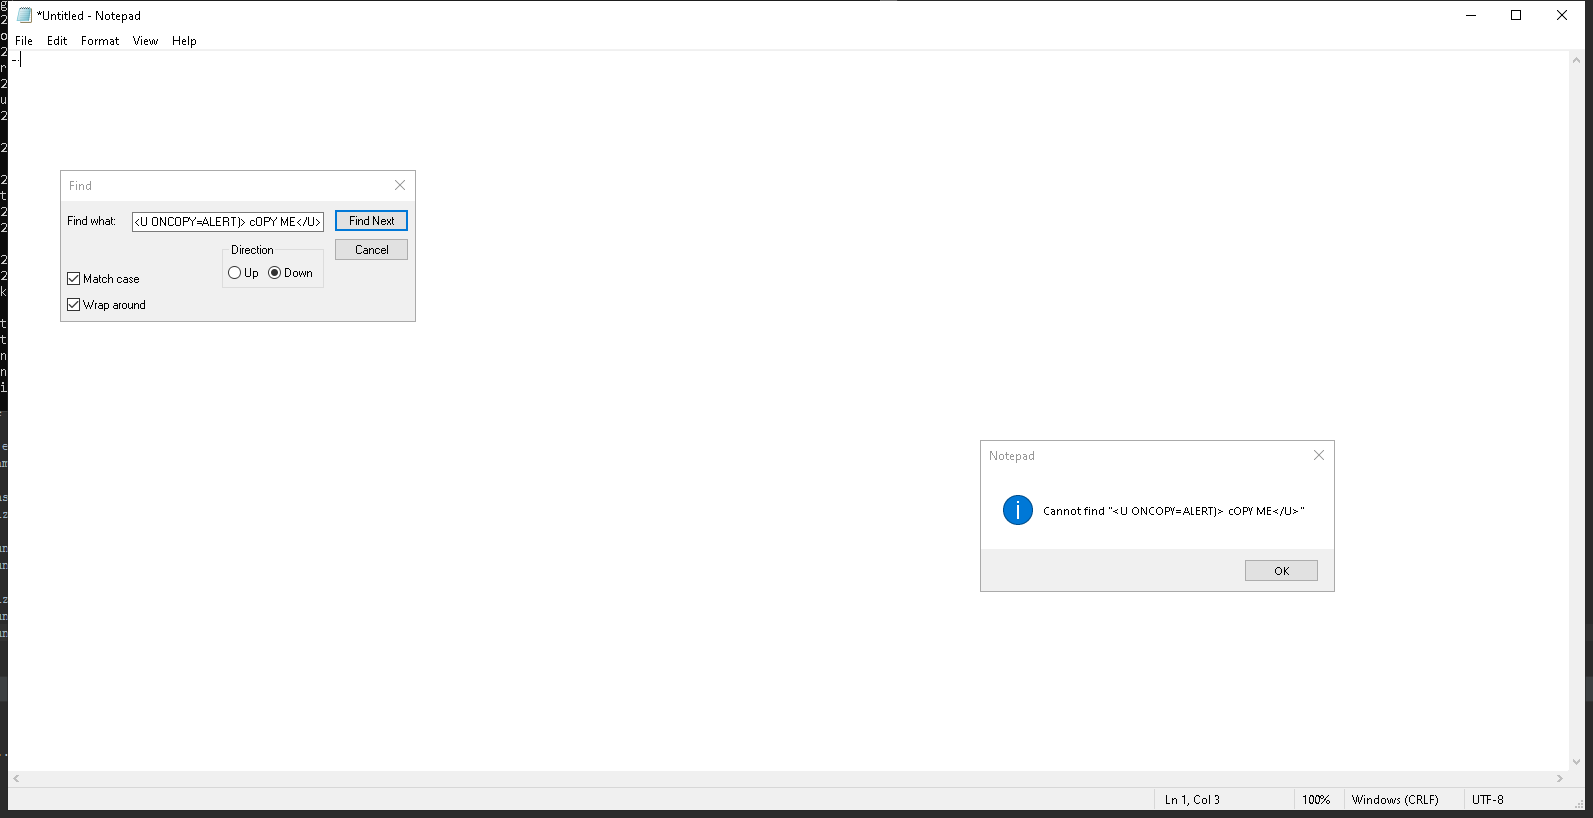 *Untitled - Notepad
File Edit Format View Help
Find
Find what: <U ONCOPY=ALERT)> cOPY ME</U> Find Next
Direction Cancel
Up Down
Match case
Wrap around
Notepad
Cannot find "<U ONCOPY=ALERT)> cOPY ME</U>"
OK
Ln 1, Col 3 100% Windows (CRLF) UTF-8